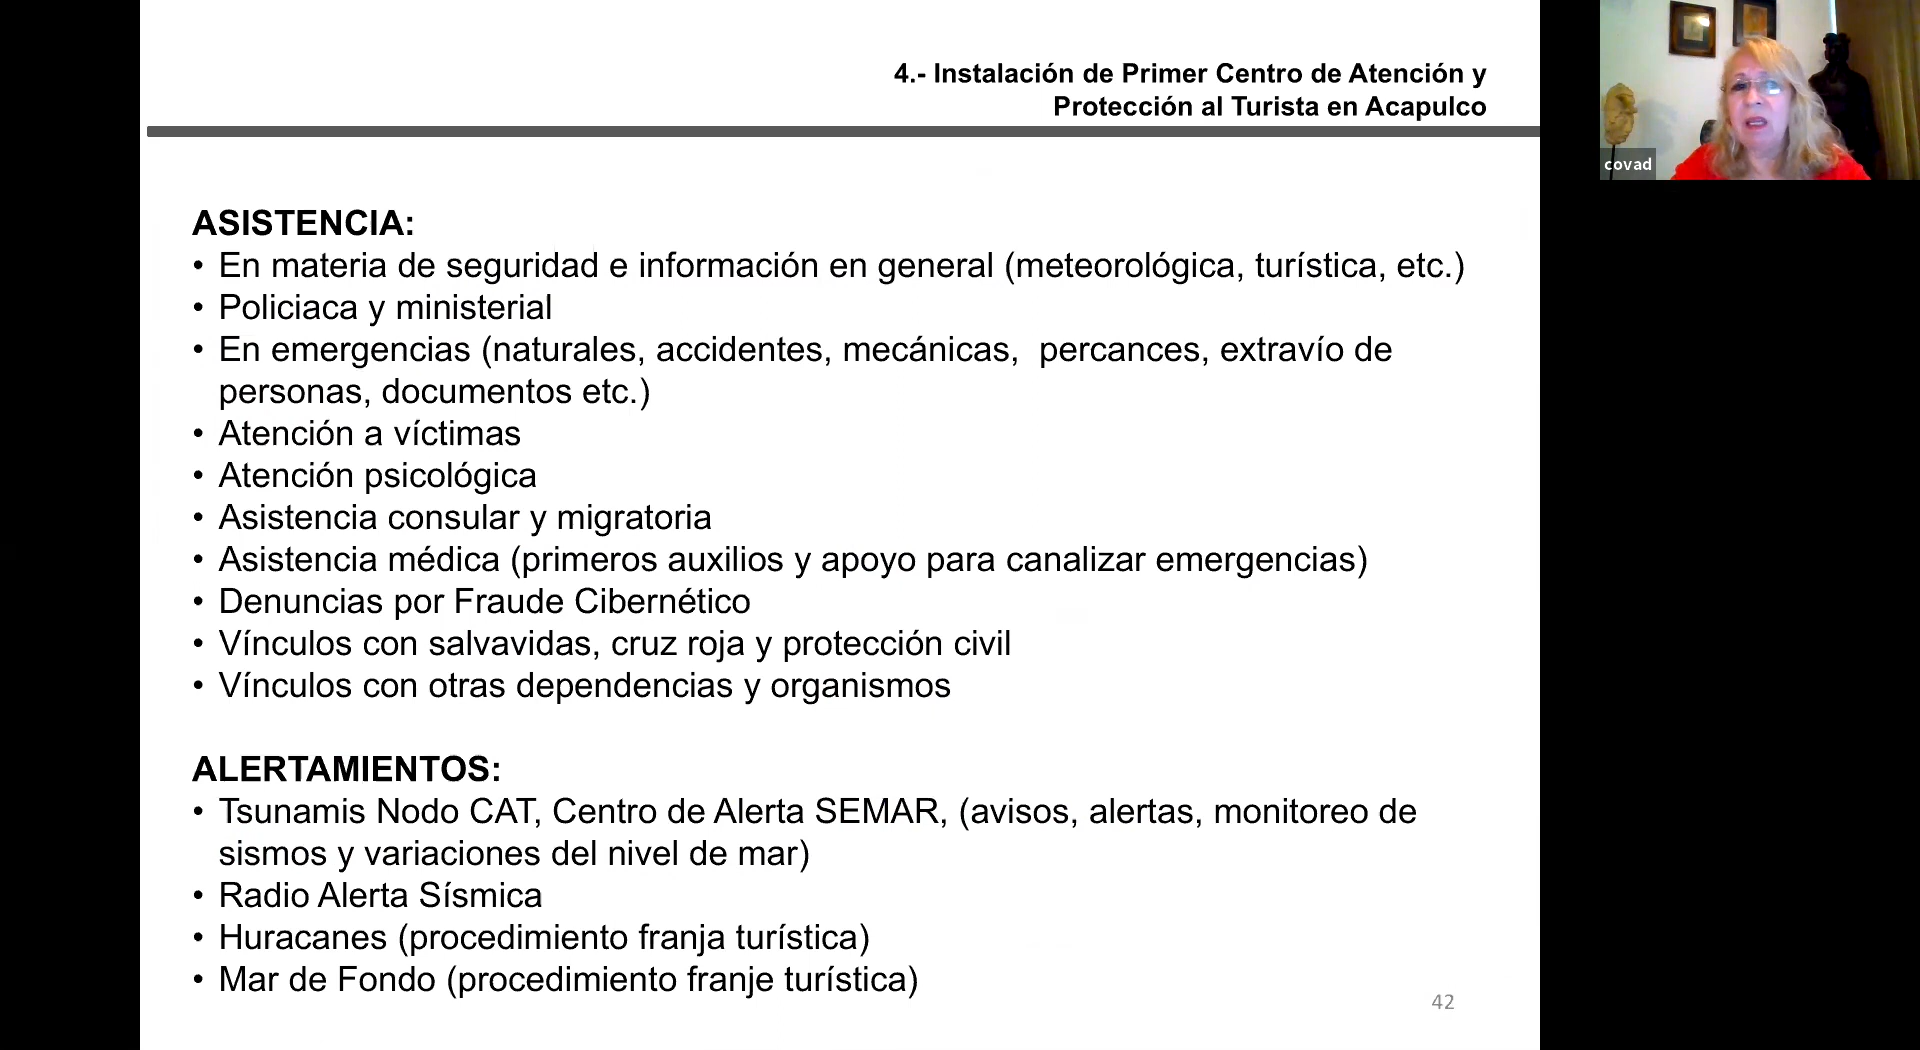 4.- Instalación de Primer Centro de Atención y
Protección al Turista en Acapulco
covad
ASISTENCIA:
• En materia de seguridad e información en general (meteorológica, turística, etc.)
• Policiaca y ministerial
• En emergencias (naturales, accidentes, mecánicas,  percances, extravío de
personas, documentos etc.)
• Atención a víctimas
• Atención psicológica
• Asistencia consular y migratoria
• Asistencia médica (primeros auxilios y apoyo para canalizar emergencias)
• Denuncias por Fraude Cibernético
• Vínculos con salvavidas, cruz roja y protección civil
• Vínculos con otras dependencias y organismos
ALERTAMIENTOS:
• Tsunamis Nodo CAT, Centro de Alerta SEMAR, (avisos, alertas, monitoreo de
sismos y variaciones del nivel de mar)
• Radio Alerta Sísmica
• Huracanes (procedimiento franja turística)
• Mar de Fondo (procedimiento franje turística)
42